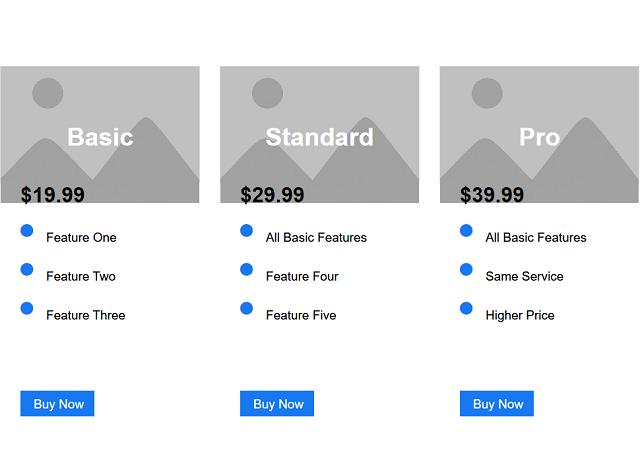 Basic
$19.99
Feature One
Feature Two
Feature Three
Buy Now
Standard
$29.99
All Basic Features
Feature Four
Feature Five
Buy Now
Pro
$39.99
All Basic Features
Same Service
Higher Price
Buy Now